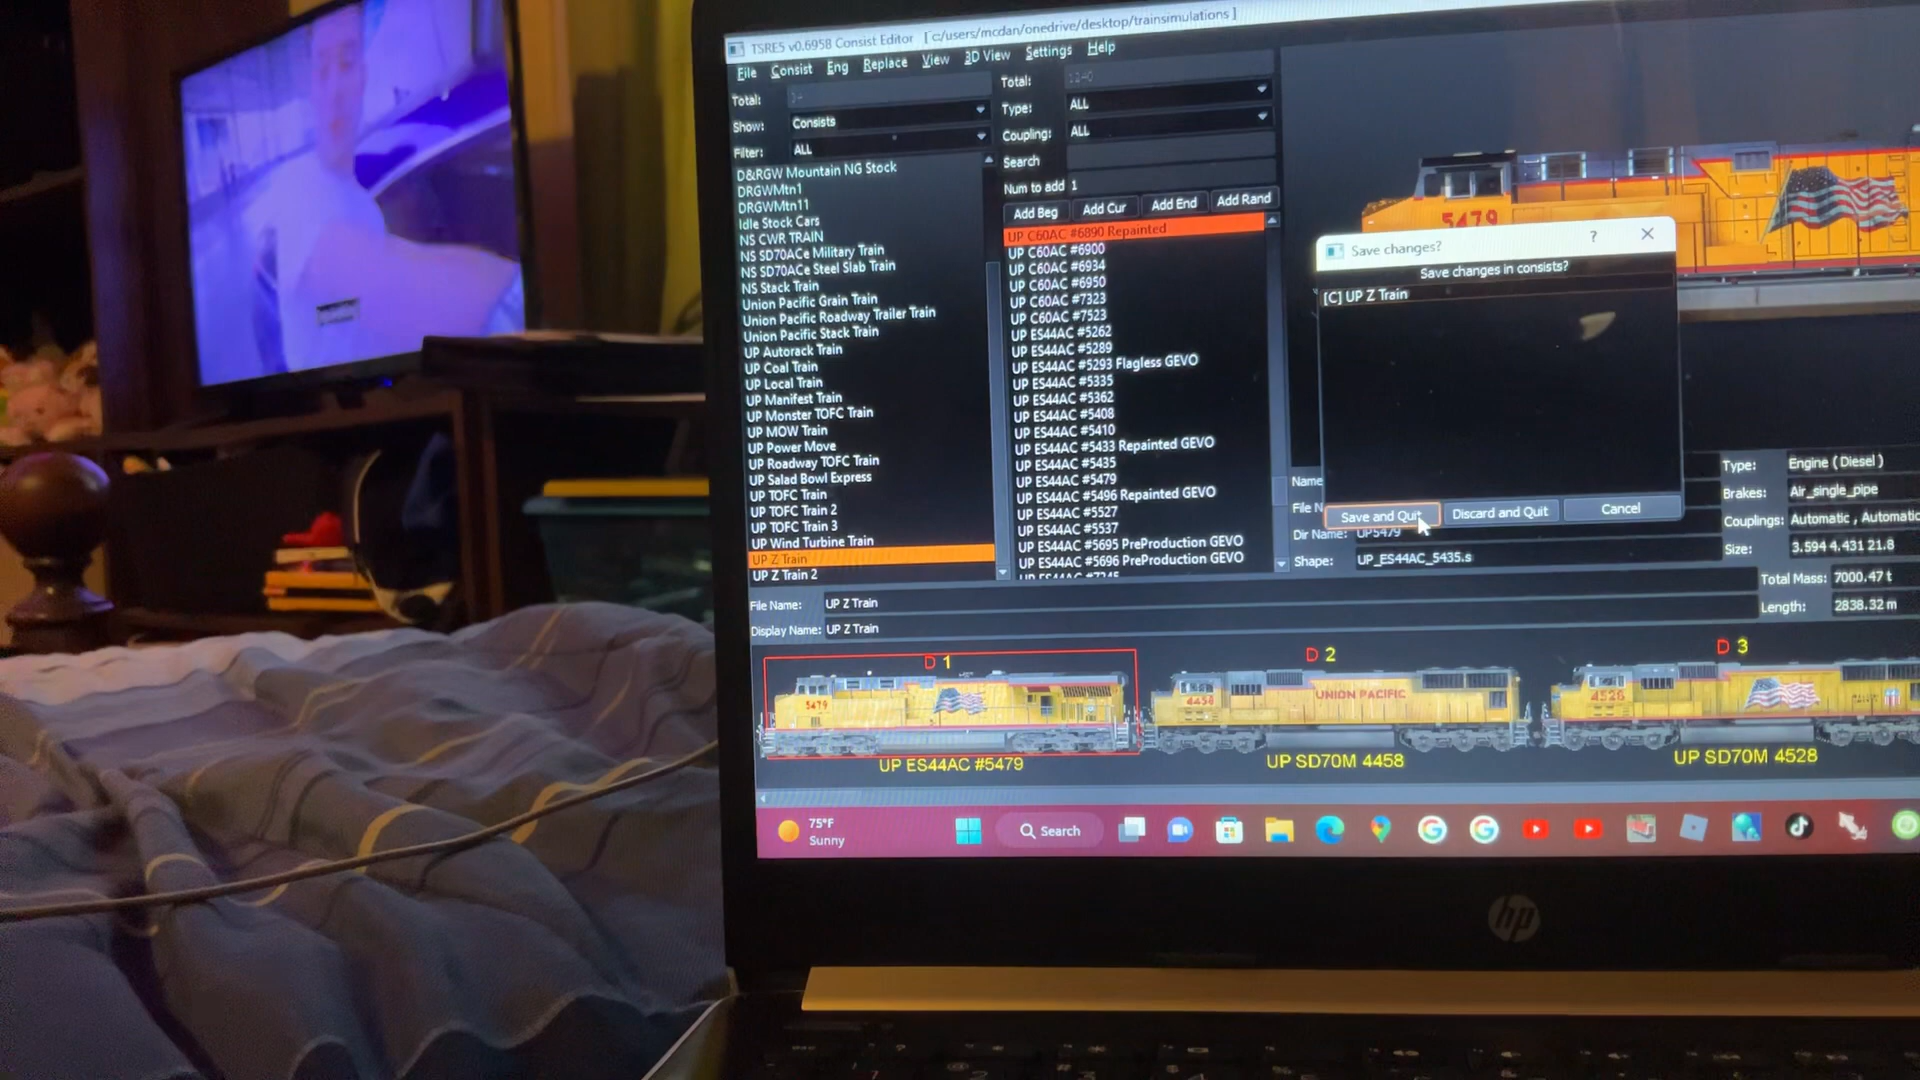 TSRE5 v0.695B Consist Editor [ c:/users/mcdan/onedrive/desktop/trainsimulations ]
File Consist Eng Replace View 3D View Settings Help
Total:
Show: Consists
Filter: ALL
D&RGW Mountain NG Stock
DRGWMtn1
DRGWMtn11
Idle Stock Cars
NS CWR TRAIN
NS SD70ACe Military Train
NS SD70ACe Steel Slab Train
NS Stack Train
Union Pacific Grain Train
Union Pacific Roadway Trailer Train
Union Pacific Stack Train
UP Autorack Train
UP Coal Train
UP Local Train
UP Manifest Train
UP Monster TOFC Train
UP MOW Train
UP Power Move
UP Roadway TOFC Train
UP Salad Bowl Express
UP TOFC Train
UP TOFC Train 2
UP TOFC Train 3
UP Wind Turbine Train
UP Z Train
UP Z Train 2
Total: 1340
Type: ALL
Coupling: ALL
Search
Num to add 1
Add Beg Add Cur Add End Add Rand
UP C60AC #6890 Repainted
UP C60AC #6900
UP C60AC #6934
UP C60AC #6950
UP C60AC #7323
UP C60AC #7523
UP ES44AC #5262
UP ES44AC #5289
UP ES44AC #5293 Flagless GEVO
UP ES44AC #5335
UP ES44AC #5362
UP ES44AC #5408
UP ES44AC #5410
UP ES44AC #5433 Repainted GEVO
UP ES44AC #5435
UP ES44AC #5479
UP ES44AC #5496 Repainted GEVO
UP ES44AC #5527
UP ES44AC #5537
UP ES44AC #5695 PreProduction GEVO
UP ES44AC #5696 PreProduction GEVO
UP ES44AC #7345
5479
Save changes? ?
Save changes in consists?
[C] UP Z Train
Save and Quit Discard and Quit Cancel
Name
File N
Dir Name: UP5479
Shape: UP_ES44AC_5435.s
Type: Engine ( Diesel )
Brakes: Air_single_pipe
Couplings: Automatic , Automatic
Size: 3.594 4.431 21.8
Total Mass: 7000.47 t
Length: 2838.32 m
File Name: UP Z Train
Display Name: UP Z Train
D 1
5479
UP ES44AC #5479
D 2
4458 UNION PACIFIC
UP SD70M 4458
D 3
4528
UP SD70M 4528
75°F
Sunny
Search
hp